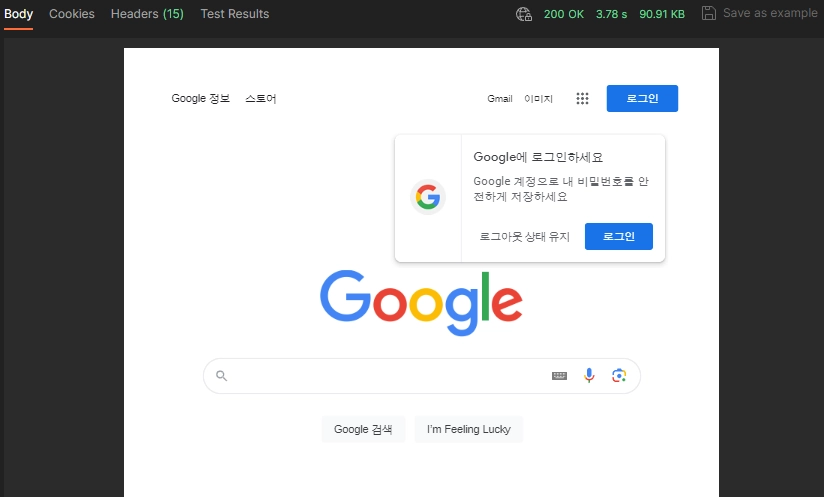 Body Cookies Headers (15) Test Results 200 OK 3.78 s 90.91 KB Save as example
Google 정보 스토어 Gmail 이미지 로그인
Google에 로그인하세요
Google 계정으로 내 비밀번호를 안
전하게 저장하세요
로그아웃 상태 유지 로그인
Google
Google 검색 I'm Feeling Lucky